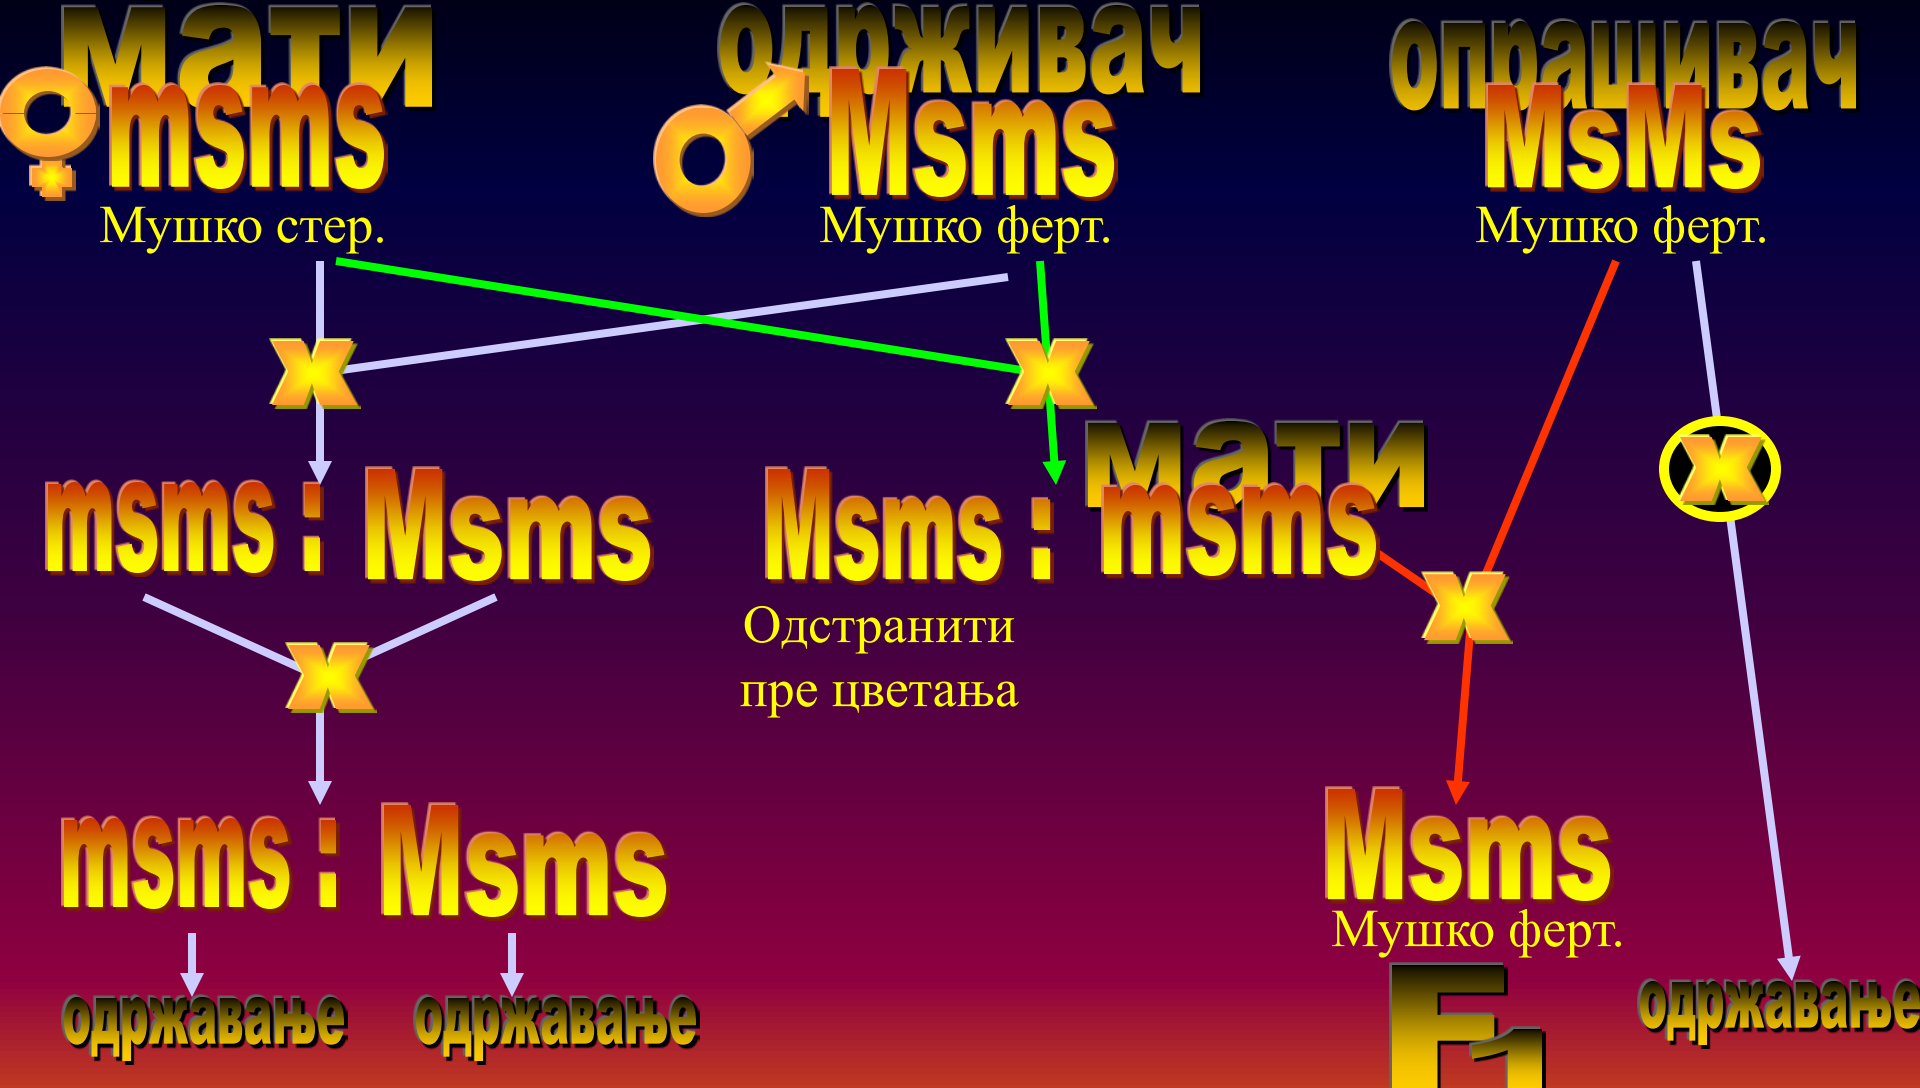 мати
одрживач
опрашивач
msms
Msms
MsMs
Мушко стер.
Мушко ферт.
Мушко ферт.
x
x
x
мати
msms : Msms
Msms : msms
x
Одстранити
пре цветања
x
msms : Msms
Msms
Мушко ферт.
одржавање
одржавање
F1
одржавање